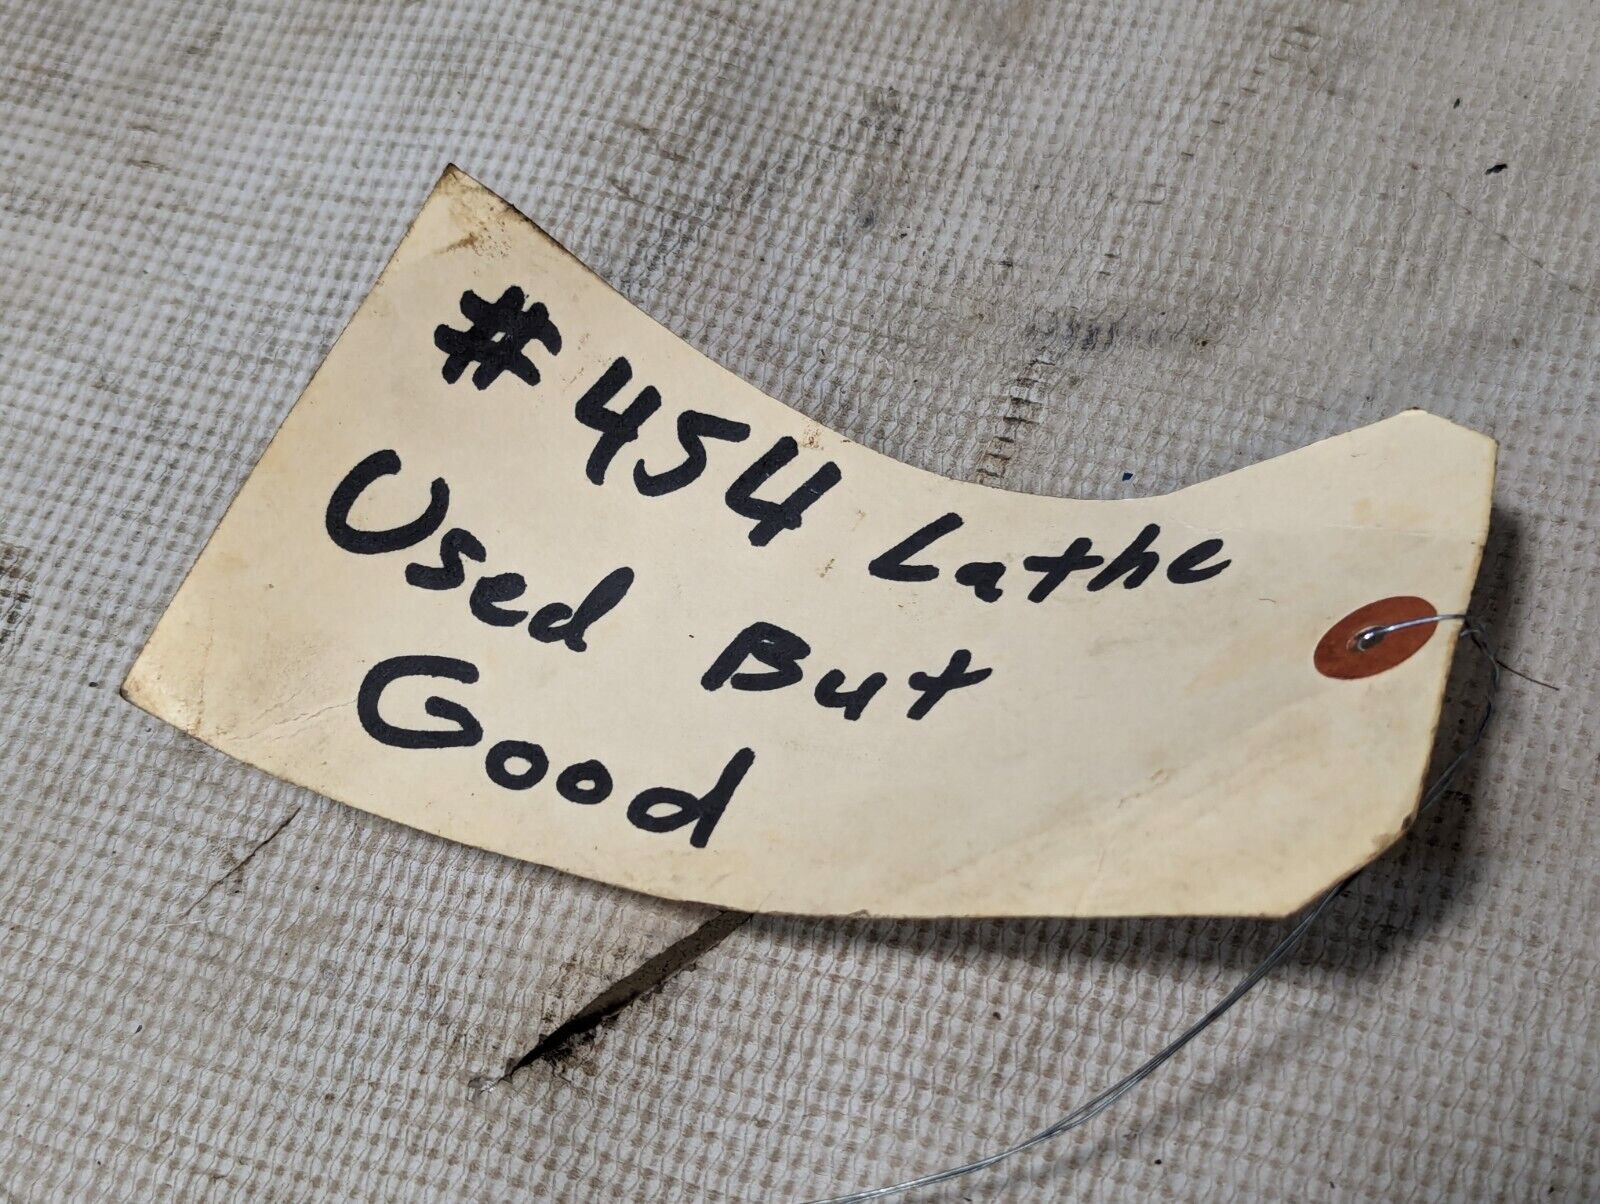 #454 Lathe
Used But
Good